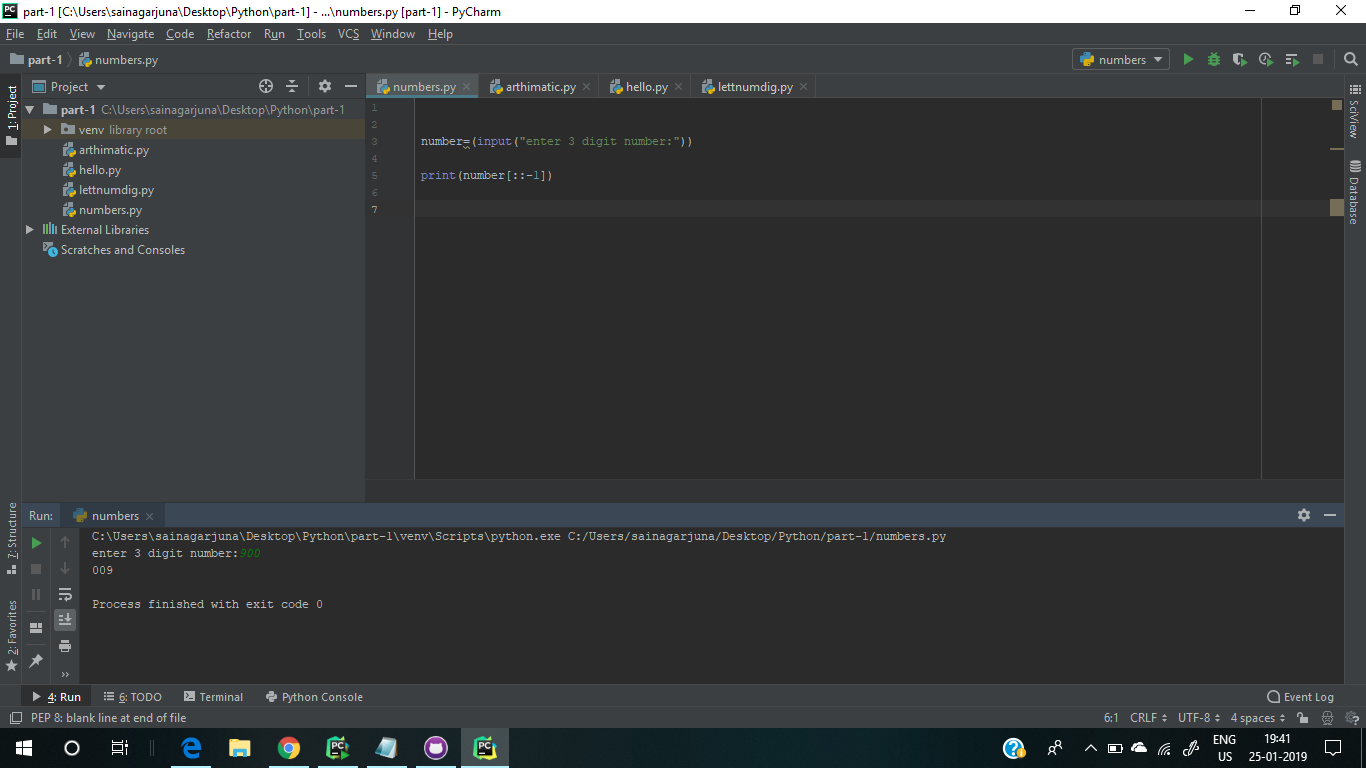 part-1 [C:\Users\sainagarjuna\Desktop\Python\part-1] - ...\numbers.py [part-1] - PyCharm
File Edit View Navigate Code Refactor Run Tools VCS Window Help
part-1 numbers.py numbers
1: Project
Project
numbers.py arthimatic.py hello.py lettnumdig.py
part-1 C:\Users\sainagarjuna\Desktop\Python\part-1
venv library root
arthimatic.py
hello.py
lettnumdig.py
numbers.py
External Libraries
Scratches and Consoles
1
2
3 number=(input("enter 3 digit number:"))
4
5 print(number[::-1])
6
7
SciView
Database
7: Structure
2: Favorites
Run: numbers
C:\Users\sainagarjuna\Desktop\Python\part-1\venv\Scripts\python.exe C:/Users/sainagarjuna/Desktop/Python/part-1/numbers.py
enter 3 digit number:900
009
Process finished with exit code 0
4: Run 6: TODO Terminal Python Console Event Log
PEP 8: blank line at end of file 6:1 CRLF UTF-8 4 spaces
ENG 19:41
US 25-01-2019